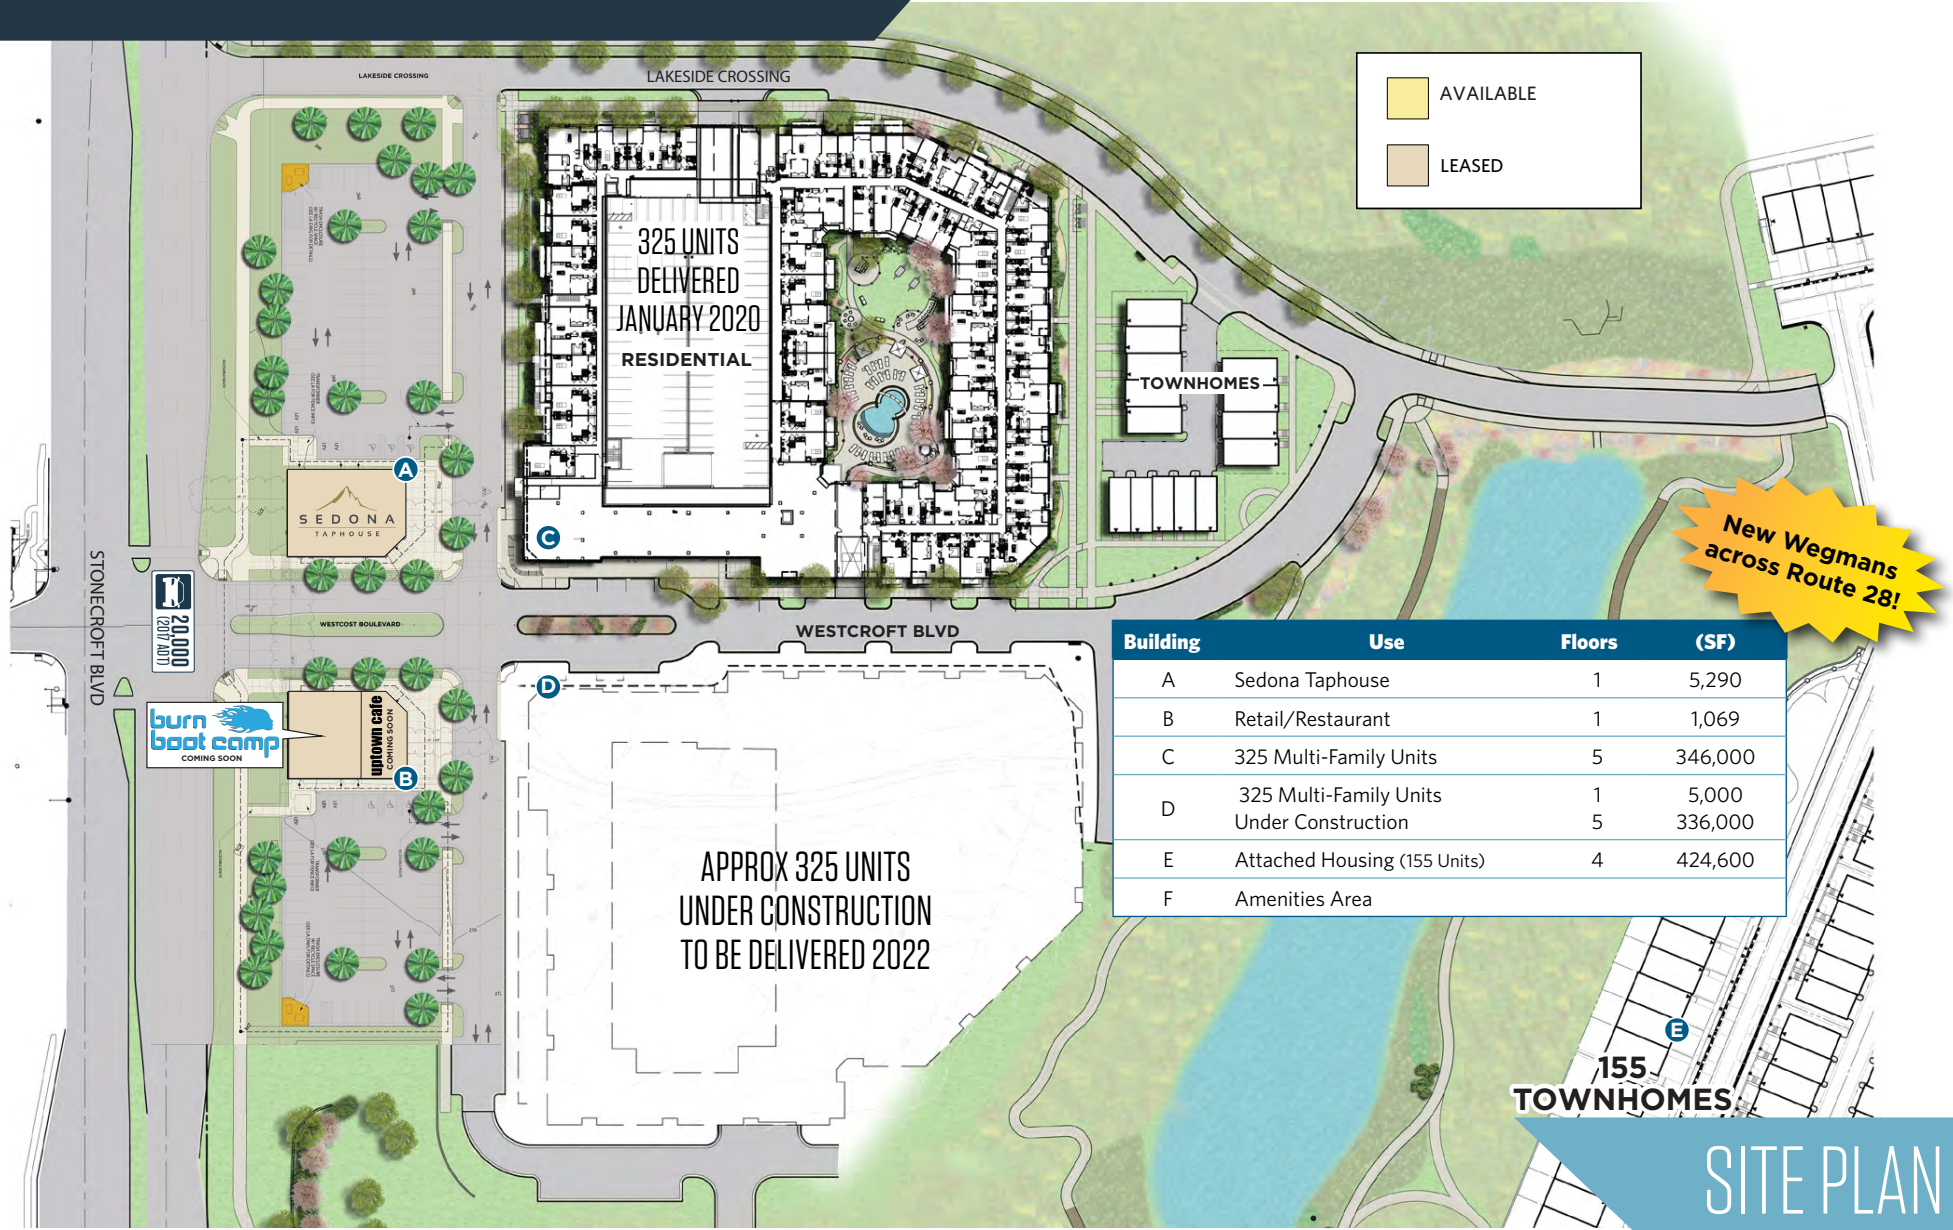 LAKESIDE CROSSING
LAKESIDE CROSSING
AVAILABLE
LEASED
325 UNITS
DELIVERED
JANUARY 2020
RESIDENTIAL
TOWNHOMES
A
SEDONA
TAPHOUSE
C
STONECROFT BLVD
20,000
(2017 ADT)
WESTCOST BOULEVARD
WESTCROFT BLVD
New Wegmans
across Route 28!
D
burn
boot camp
COMING SOON
uptown cafe
COMING SOON
B
APPROX 325 UNITS
UNDER CONSTRUCTION
TO BE DELIVERED 2022
Building Use Floors (SF)
A Sedona Taphouse 1 5,290
B Retail/Restaurant 1 1,069
C 325 Multi-Family Units 5 346,000
D 325 Multi-Family Units 1 5,000
Under Construction 5 336,000
E Attached Housing (155 Units) 4 424,600
F Amenities Area
E
155
TOWNHOMES
SITE PLAN